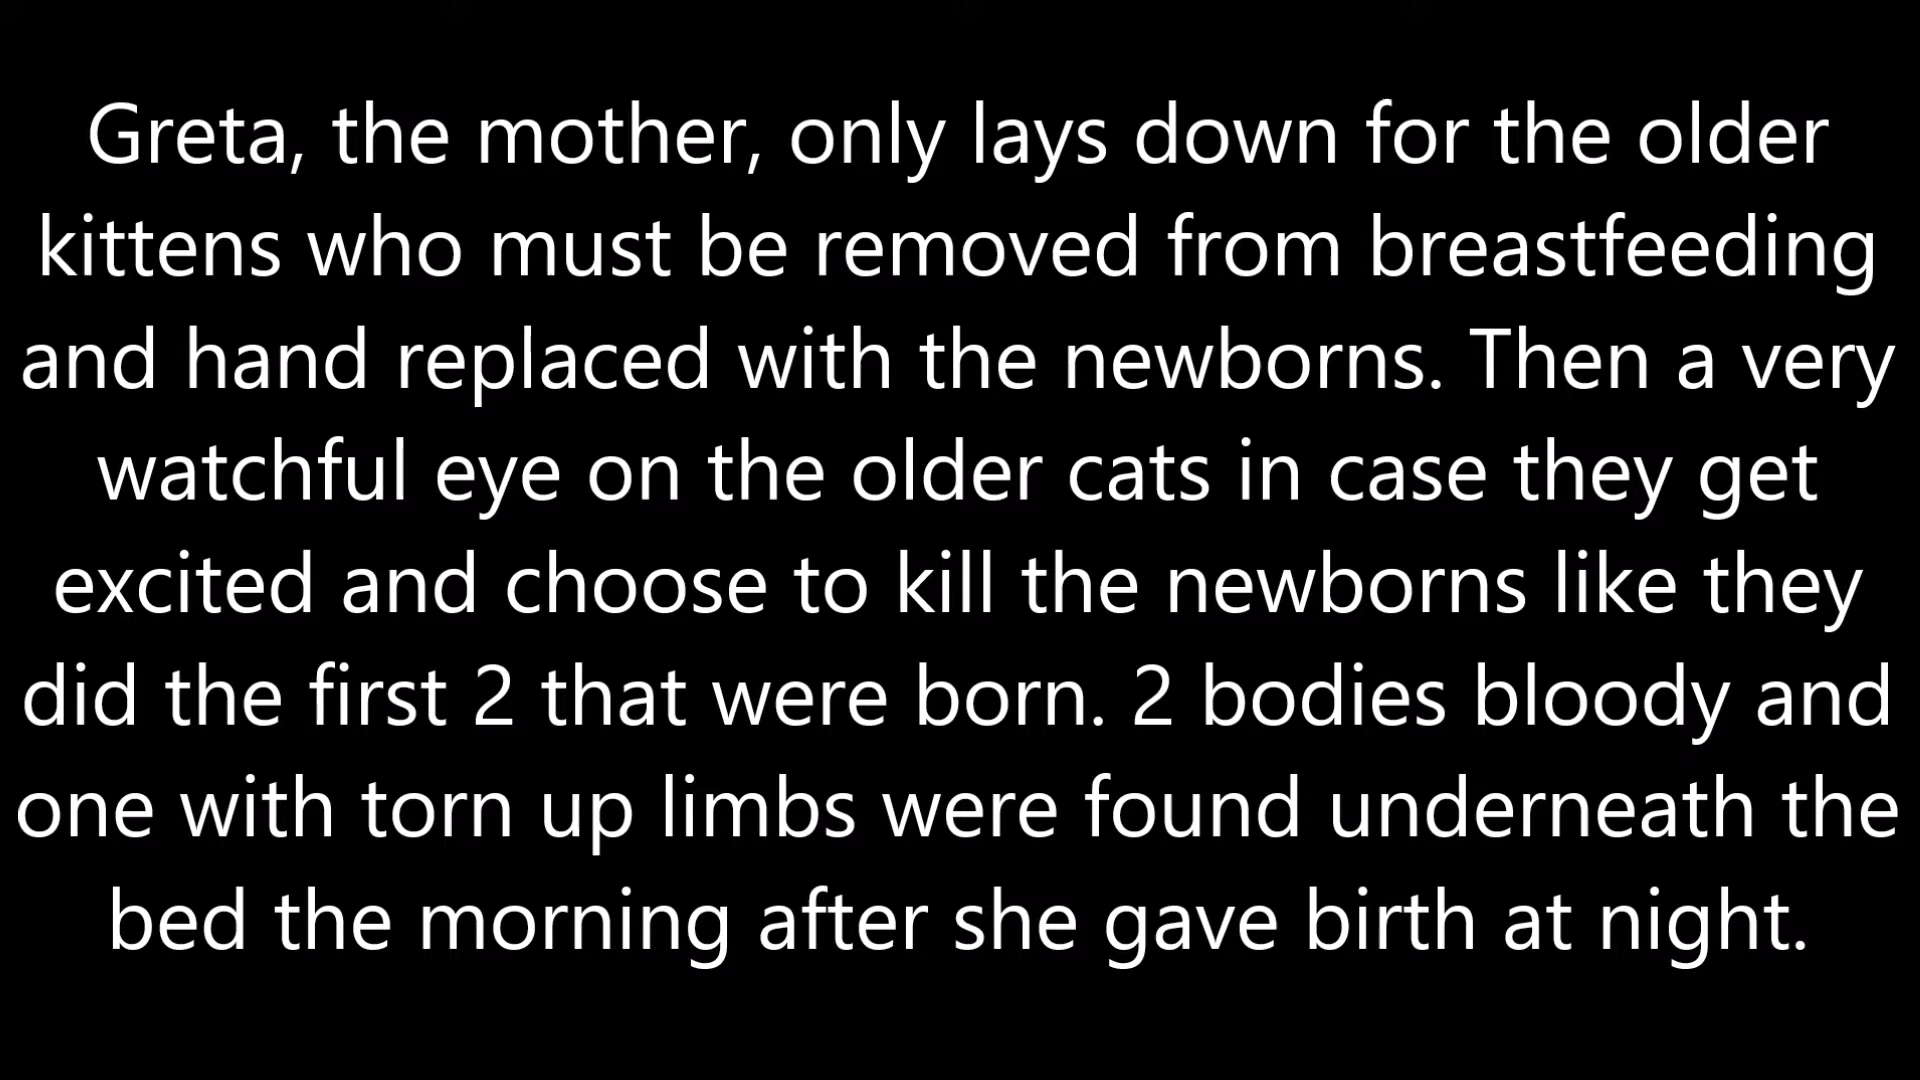 Greta, the mother, only lays down for the older
kittens who must be removed from breastfeeding
and hand replaced with the newborns. Then a very
watchful eye on the older cats in case they get
excited and choose to kill the newborns like they
did the first 2 that were born. 2 bodies bloody and
one with torn up limbs were found underneath the
bed the morning after she gave birth at night.